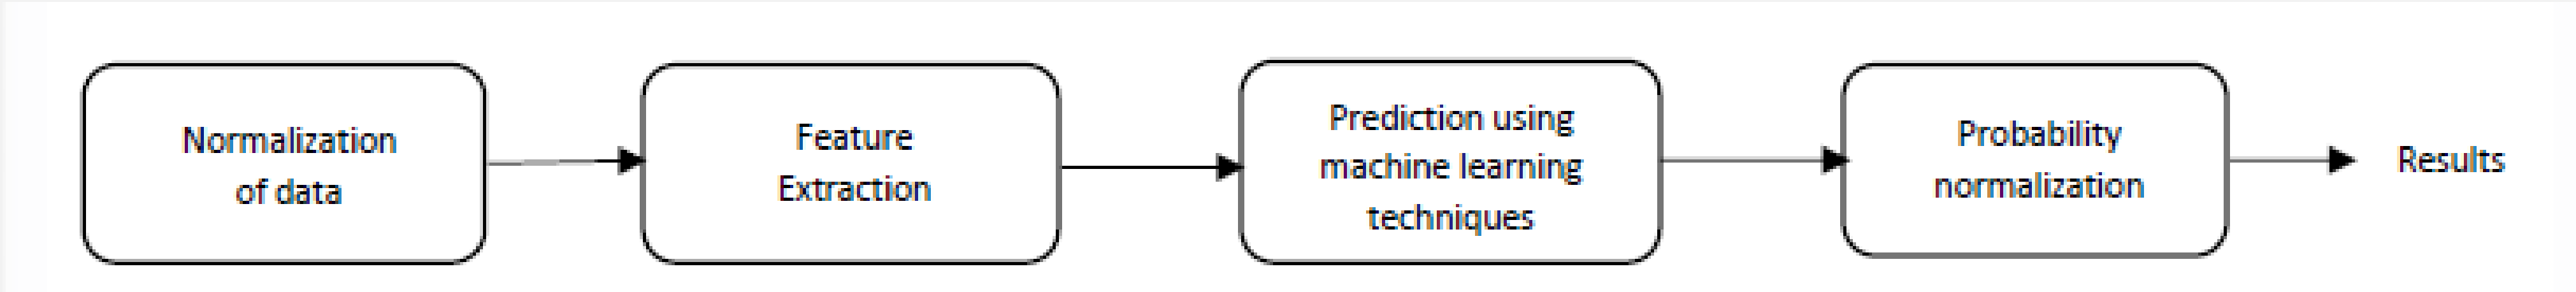 Normalization
of data
Feature
Extraction
Prediction using
machine learning
techniques
Probability
normalization
Results